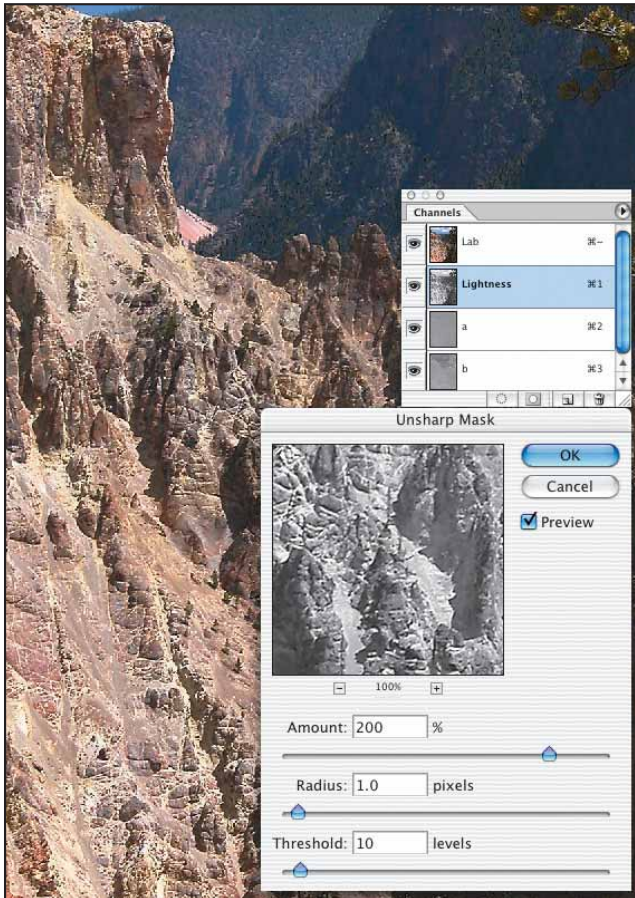 Channels
Lab ⌘~
Lightness ⌘1
a ⌘2
b ⌘3
Unsharp Mask
OK
Cancel
Preview
100%
Amount: 200 %
Radius: 1.0 pixels
Threshold: 10 levels